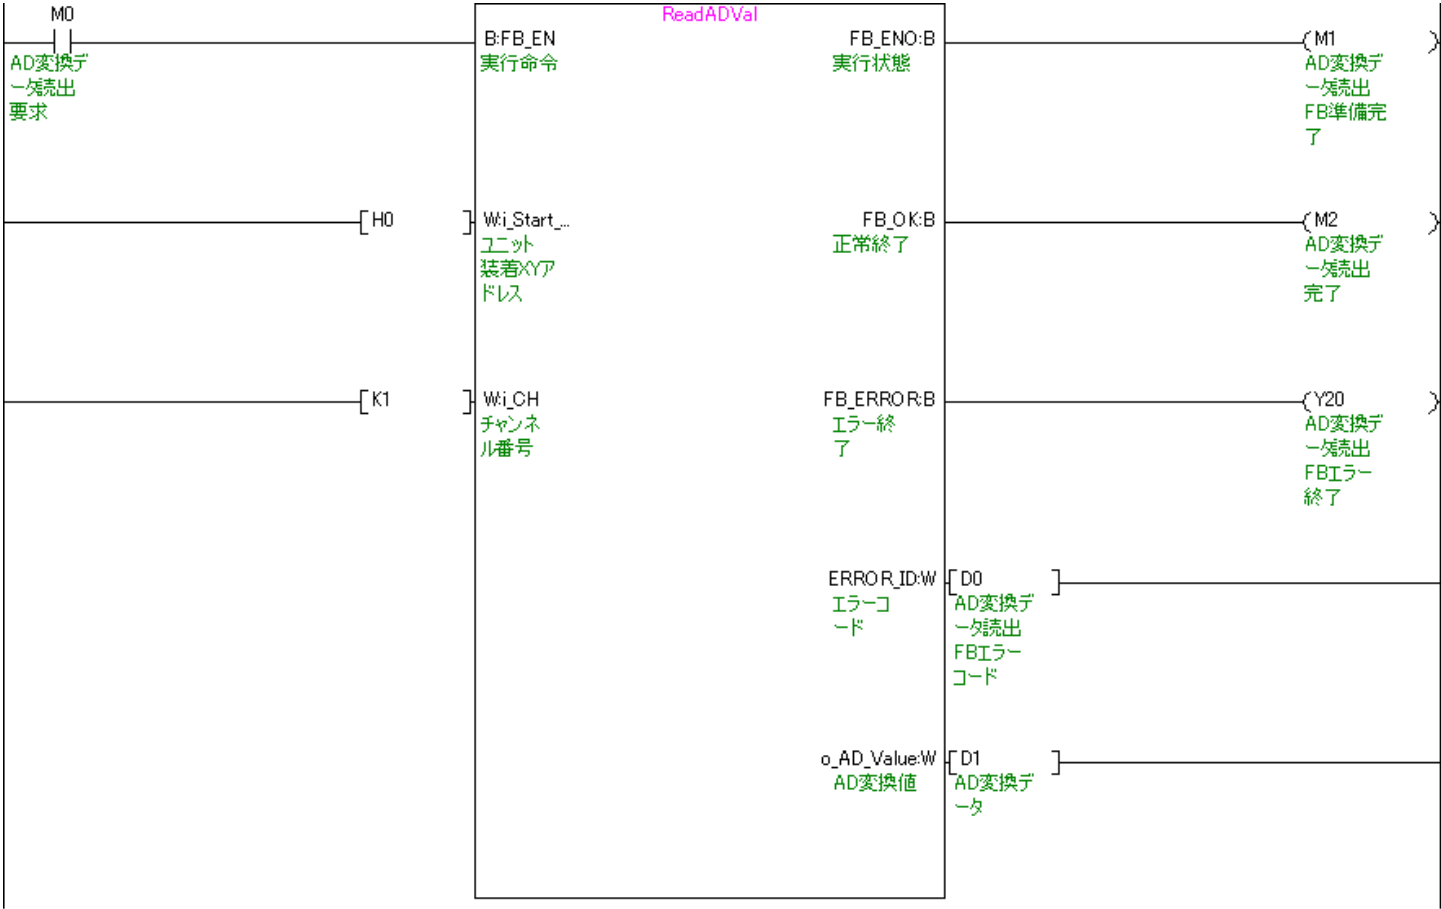 ReadADVal
M0
AD変換デ
ータ読出
要求
B:FB_EN
実行命令
FB_ENO:B
実行状態
M1
AD変換デ
ータ読出
FB準備完
了
H0
W:i_Start_...
ユニット
装着XYア
ドレス
FB_OK:B
正常終了
M2
AD変換デ
ータ読出
完了
K1
W:i_CH
チャンネ
ル番号
FB_ERROR:B
エラー終
了
Y20
AD変換デ
ータ読出
FBエラー
終了
ERROR_ID:W
エラーコ
ード
D0
AD変換デ
ータ読出
FBエラー
コード
o_AD_Value:W
AD変換値
D1
AD変換デ
ータ